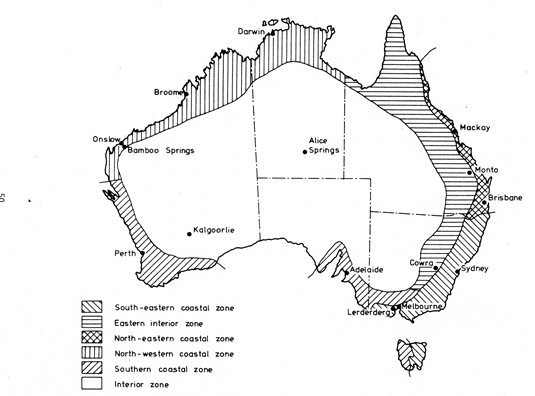 Darwin
Broome
Onslow
Bamboo Springs
Alice
Springs
Mackay
Monto
Brisbane
Kalgoorlie
Perth
Adelaide
Cowra
Sydney
Melbourne
Lerderderg
50
South-eastern coastal zone
Eastern interior zone
North-eastern coastal zone
North-western coastal zone
Southern coastal zone
Interior zone